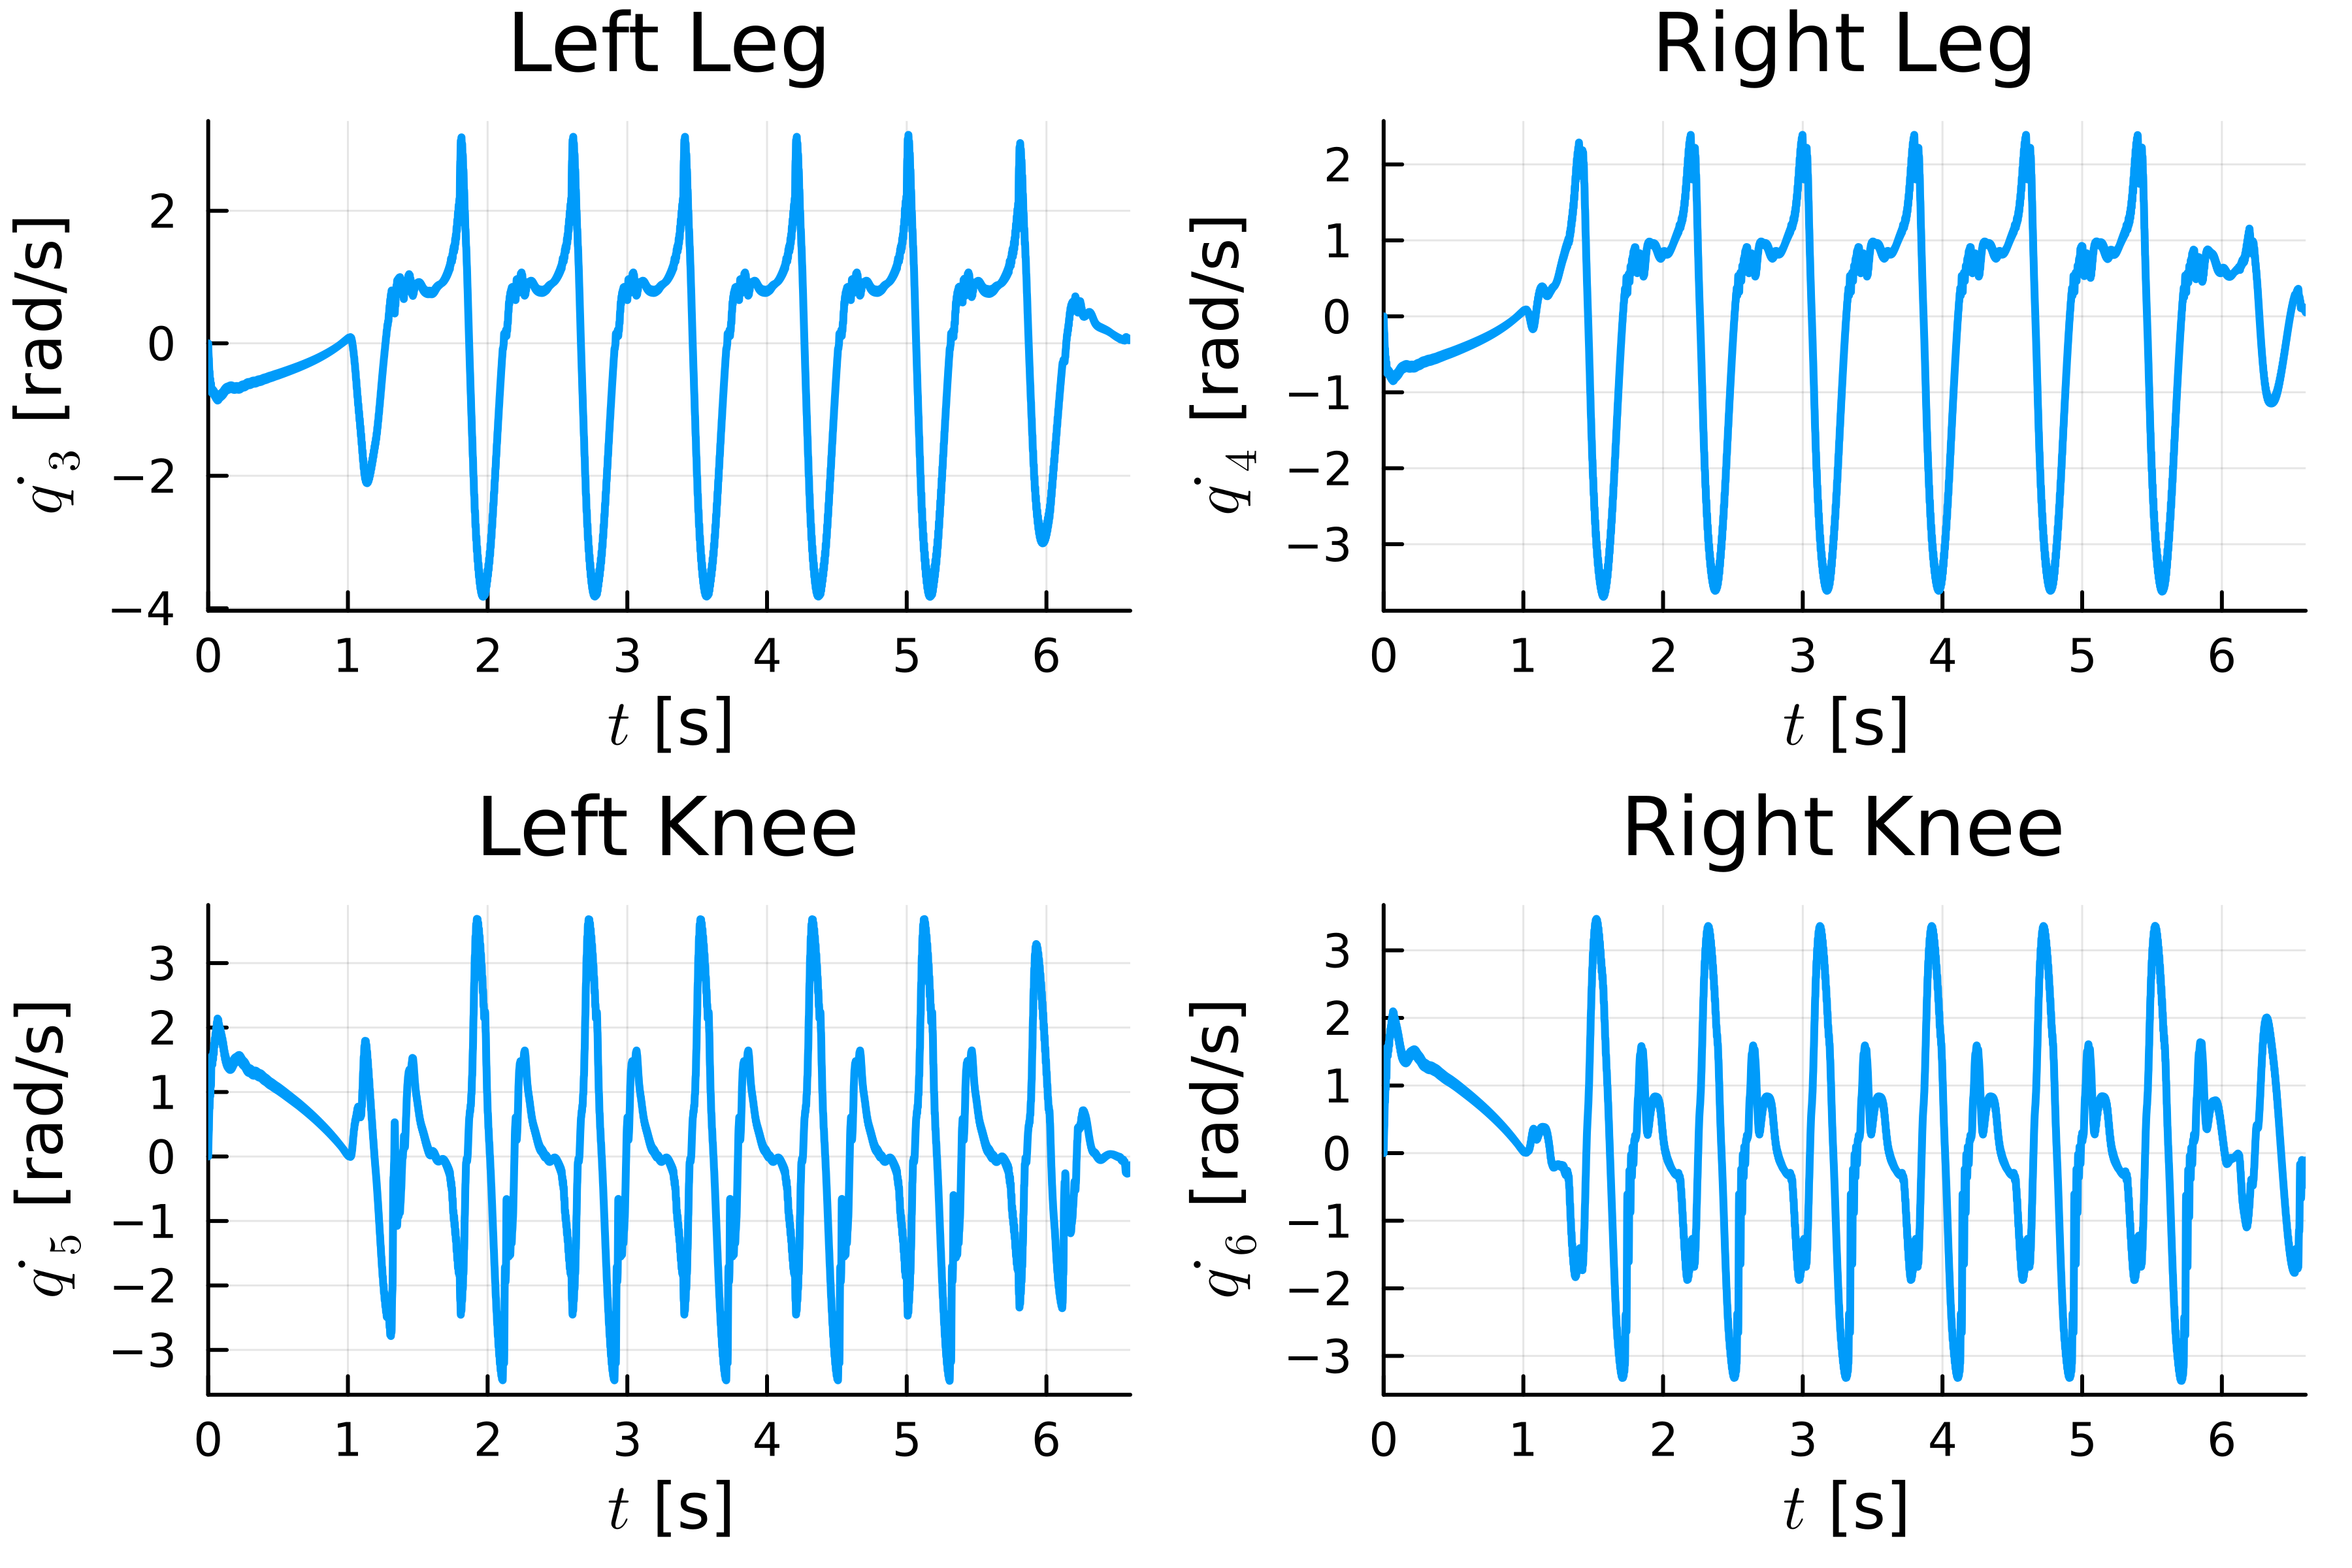 Left Leg
q̇₃ [rad/s]
2
0
−2
−4
0 1 2 3 4 5 6
t [s]
Right Leg
q̇₄ [rad/s]
2
1
0
−1
−2
−3
0 1 2 3 4 5 6
t [s]
Left Knee
q̇₅ [rad/s]
3
2
1
0
−1
−2
−3
0 1 2 3 4 5 6
t [s]
Right Knee
q̇₆ [rad/s]
3
2
1
0
−1
−2
−3
0 1 2 3 4 5 6
t [s]